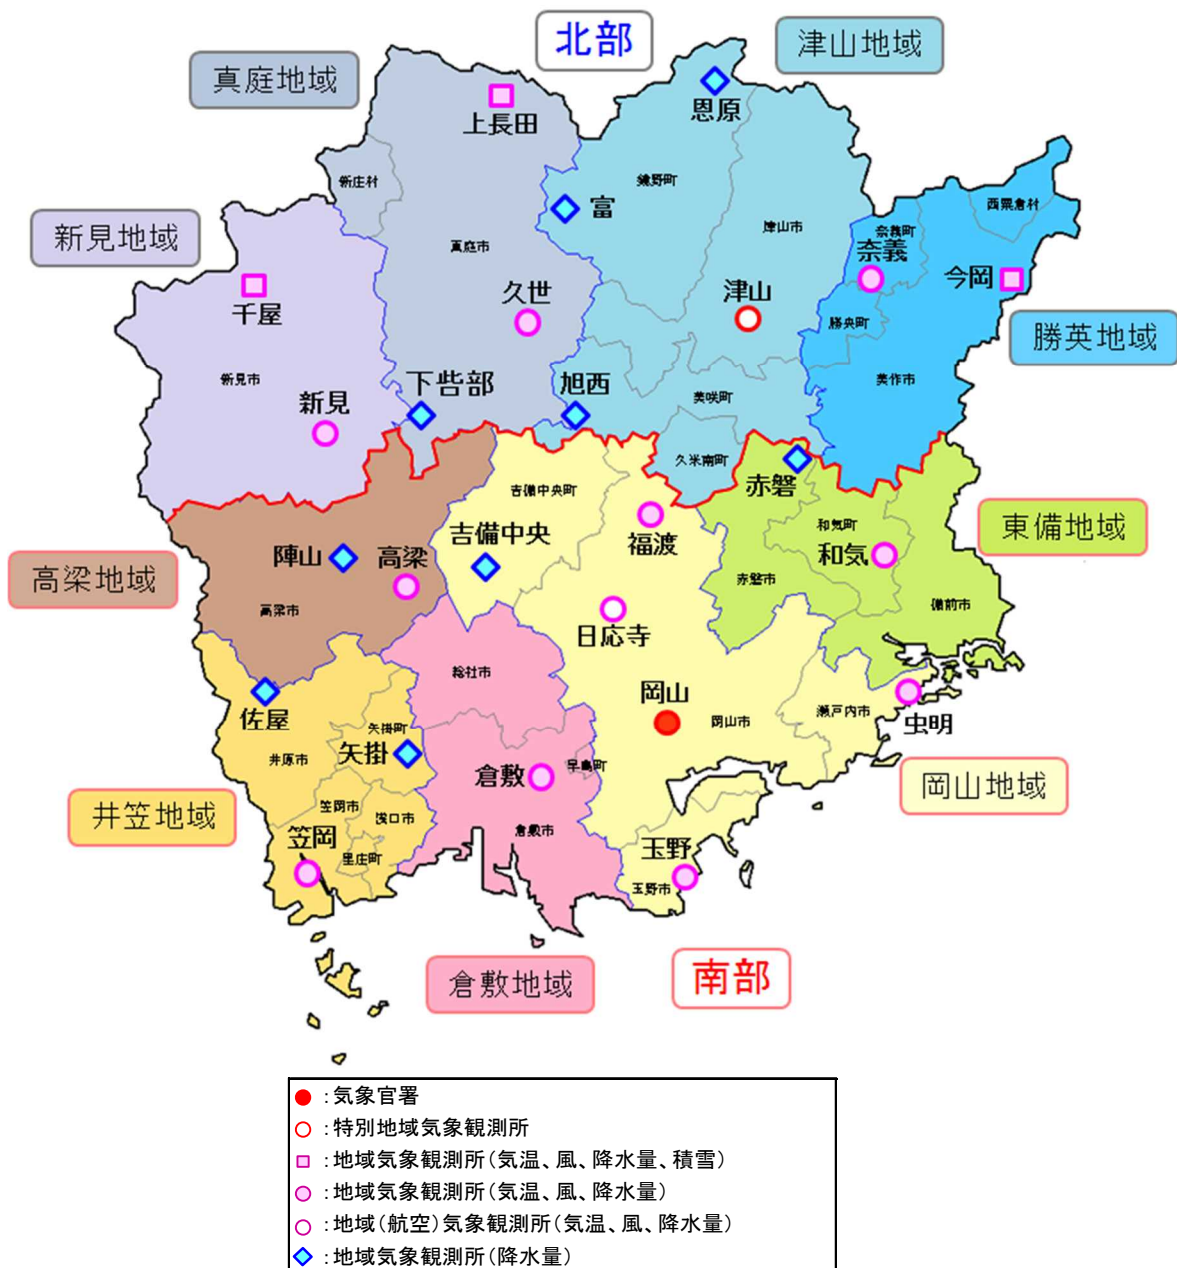 北部
津山地域
真庭地域
上長田
恩原
新庄村
鏡野町
富
西粟倉村
新見地域
真庭市
津山市
奈義町
奈義
今岡
千屋
久世
津山
勝央町
勝英地域
新見市
美作市
新見
下呰部
旭西
美咲町
久米南町
赤磐
吉備中央町
東備地域
福渡
和気町
陣山
高梁
吉備中央
和気
高梁地域
赤磐市
高梁市
備前市
日応寺
総社市
岡山
佐屋
矢掛町
岡山市
瀬戸内市
虫明
井原市
矢掛
早島町
倉敷
岡山地域
井笠地域
笠岡市
浅口市
倉敷市
笠岡
里庄町
玉野
玉野市
倉敷地域
南部
:気象官署
:特別地域気象観測所
:地域気象観測所(気温、風、降水量、積雪)
:地域気象観測所(気温、風、降水量)
:地域(航空)気象観測所(気温、風、降水量)
:地域気象観測所(降水量)